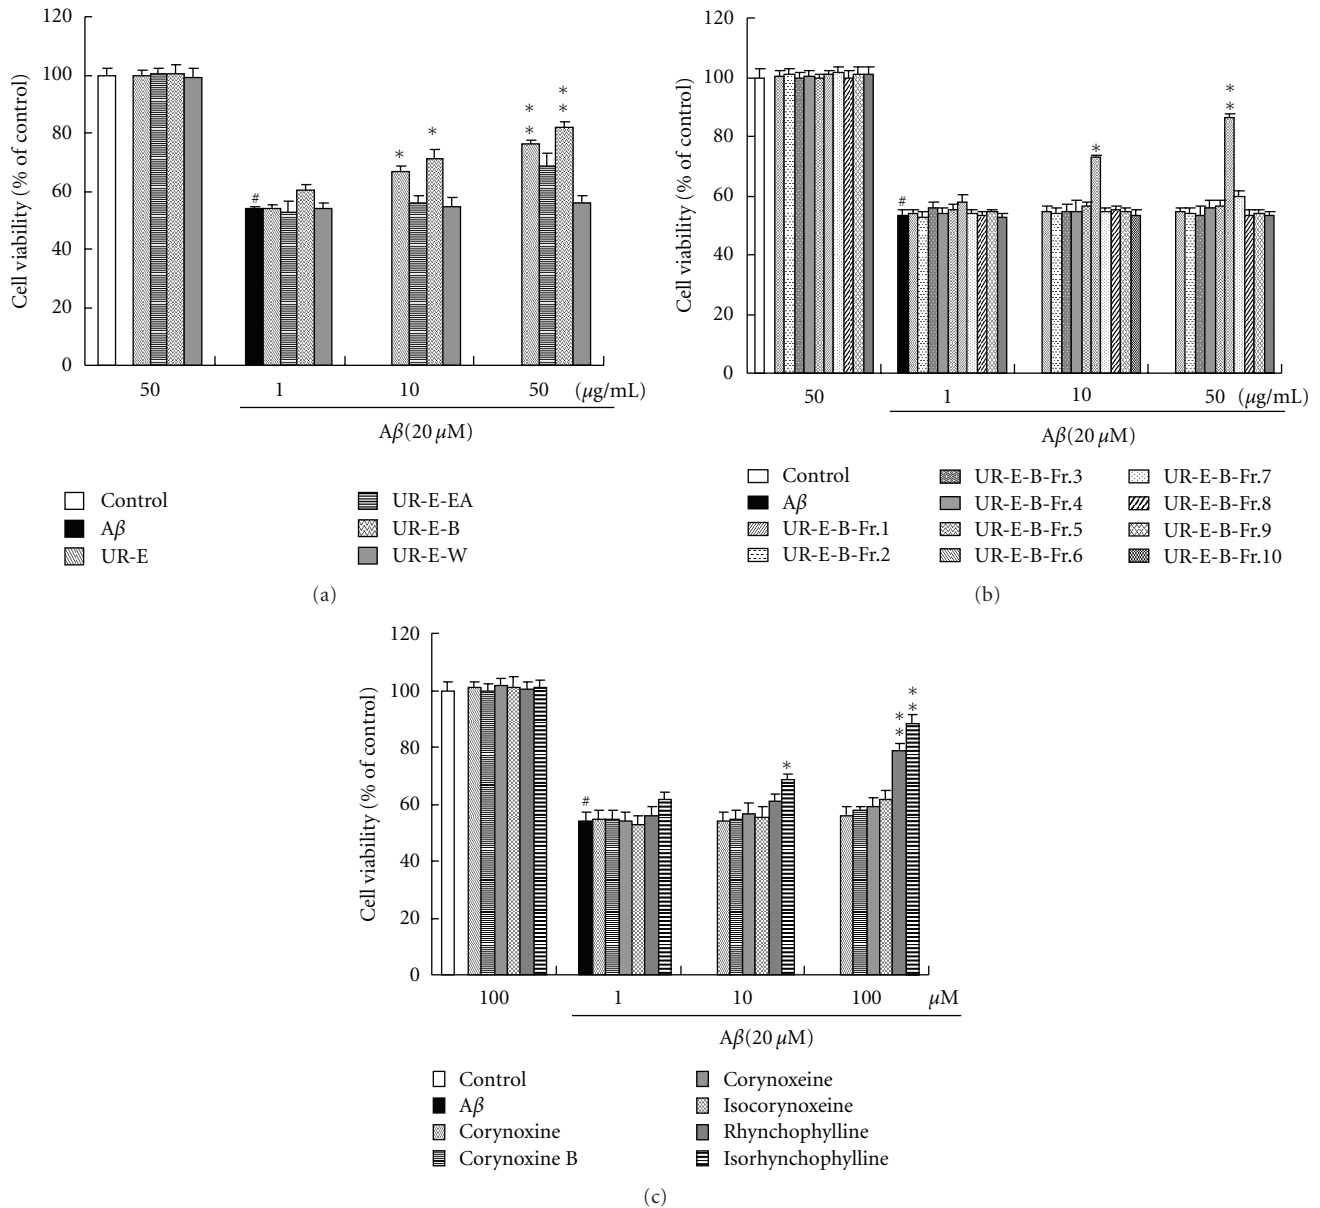 120
100
80
60
40
20
0
Cell viability (% of control)
#
*
*
*
*
*
*
50
1
10
50
(μg/mL)
Aβ(20 μM)
Control
Aβ
UR-E
UR-E-EA
UR-E-B
UR-E-W
(a)
120
100
80
60
40
20
0
Cell viability (% of control)
#
*
*
*
50
1
10
50
(μg/mL)
Aβ(20 μM)
Control
Aβ
UR-E-B-Fr.1
UR-E-B-Fr.2
UR-E-B-Fr.3
UR-E-B-Fr.4
UR-E-B-Fr.5
UR-E-B-Fr.6
UR-E-B-Fr.7
UR-E-B-Fr.8
UR-E-B-Fr.9
UR-E-B-Fr.10
(b)
120
100
80
60
40
20
0
Cell viability (% of control)
#
*
*
*
*
*
100
1
10
100
μM
Aβ(20 μM)
Control
Aβ
Corynoxine
Corynoxine B
Corynoxeine
Isocorynoxeine
Rhynchophylline
Isorhynchophylline
(c)